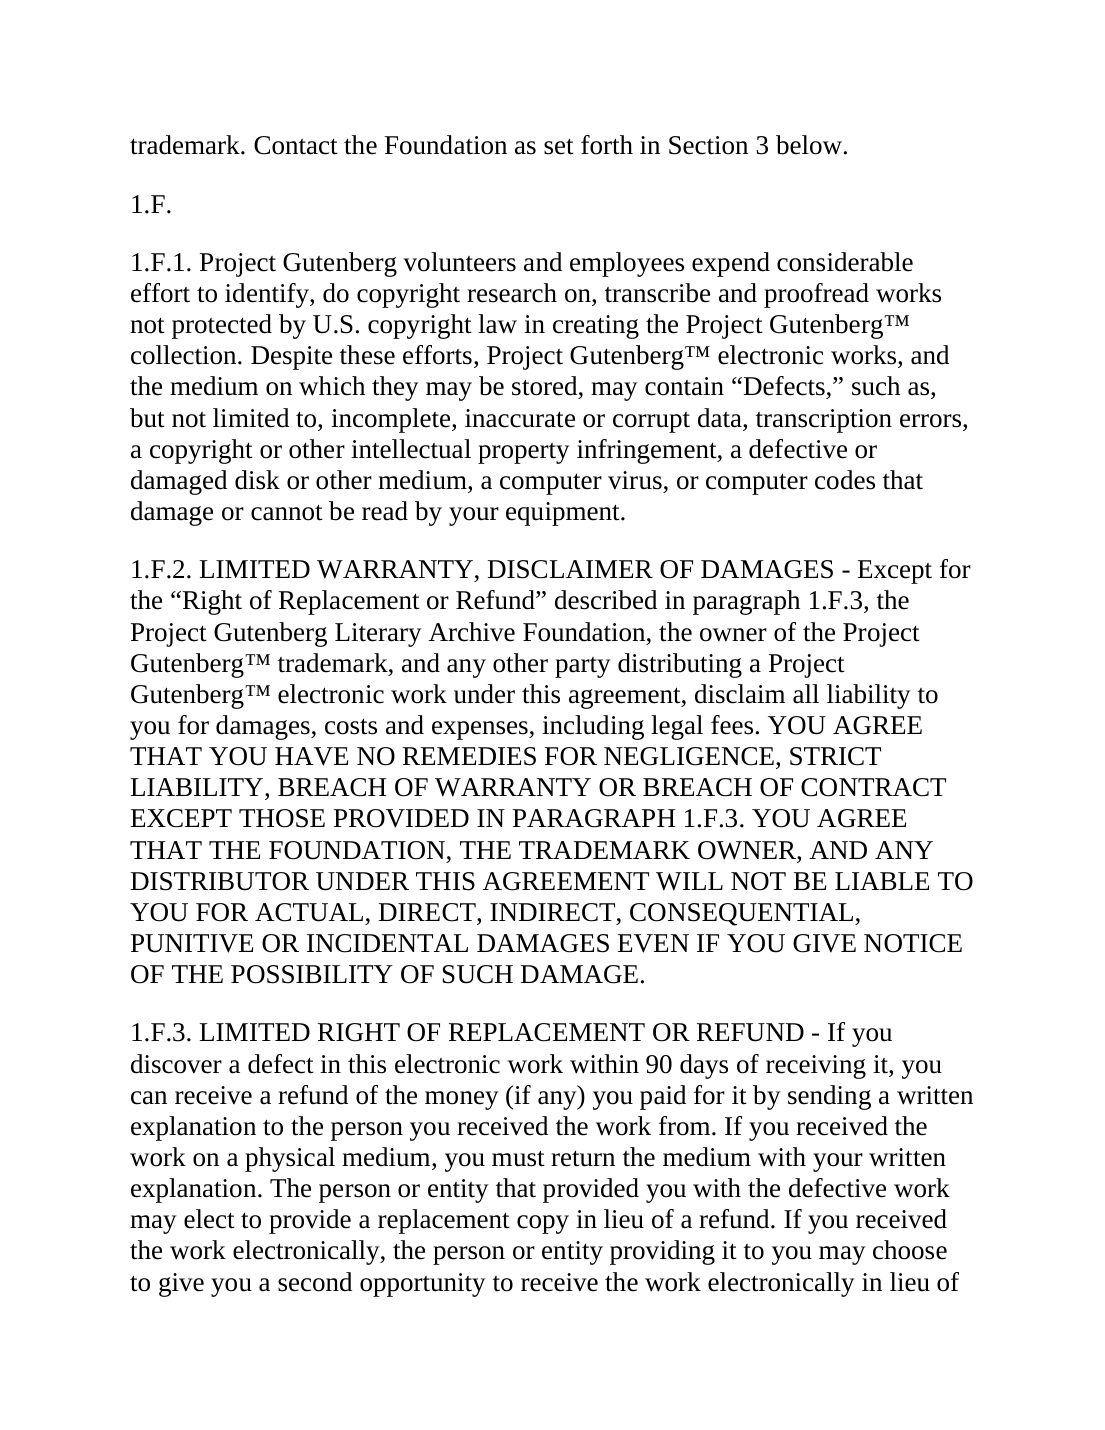 trademark. Contact the Foundation as set forth in Section 3 below.
1.F.
1.F.1. Project Gutenberg volunteers and employees expend considerable
effort to identify, do copyright research on, transcribe and proofread works
not protected by U.S. copyright law in creating the Project Gutenberg™
collection. Despite these efforts, Project Gutenberg™ electronic works, and
the medium on which they may be stored, may contain “Defects,” such as,
but not limited to, incomplete, inaccurate or corrupt data, transcription errors,
a copyright or other intellectual property infringement, a defective or
damaged disk or other medium, a computer virus, or computer codes that
damage or cannot be read by your equipment.
1.F.2. LIMITED WARRANTY, DISCLAIMER OF DAMAGES - Except for
the “Right of Replacement or Refund” described in paragraph 1.F.3, the
Project Gutenberg Literary Archive Foundation, the owner of the Project
Gutenberg™ trademark, and any other party distributing a Project
Gutenberg™ electronic work under this agreement, disclaim all liability to
you for damages, costs and expenses, including legal fees. YOU AGREE
THAT YOU HAVE NO REMEDIES FOR NEGLIGENCE, STRICT
LIABILITY, BREACH OF WARRANTY OR BREACH OF CONTRACT
EXCEPT THOSE PROVIDED IN PARAGRAPH 1.F.3. YOU AGREE
THAT THE FOUNDATION, THE TRADEMARK OWNER, AND ANY
DISTRIBUTOR UNDER THIS AGREEMENT WILL NOT BE LIABLE TO
YOU FOR ACTUAL, DIRECT, INDIRECT, CONSEQUENTIAL,
PUNITIVE OR INCIDENTAL DAMAGES EVEN IF YOU GIVE NOTICE
OF THE POSSIBILITY OF SUCH DAMAGE.
1.F.3. LIMITED RIGHT OF REPLACEMENT OR REFUND - If you
discover a defect in this electronic work within 90 days of receiving it, you
can receive a refund of the money (if any) you paid for it by sending a written
explanation to the person you received the work from. If you received the
work on a physical medium, you must return the medium with your written
explanation. The person or entity that provided you with the defective work
may elect to provide a replacement copy in lieu of a refund. If you received
the work electronically, the person or entity providing it to you may choose
to give you a second opportunity to receive the work electronically in lieu of